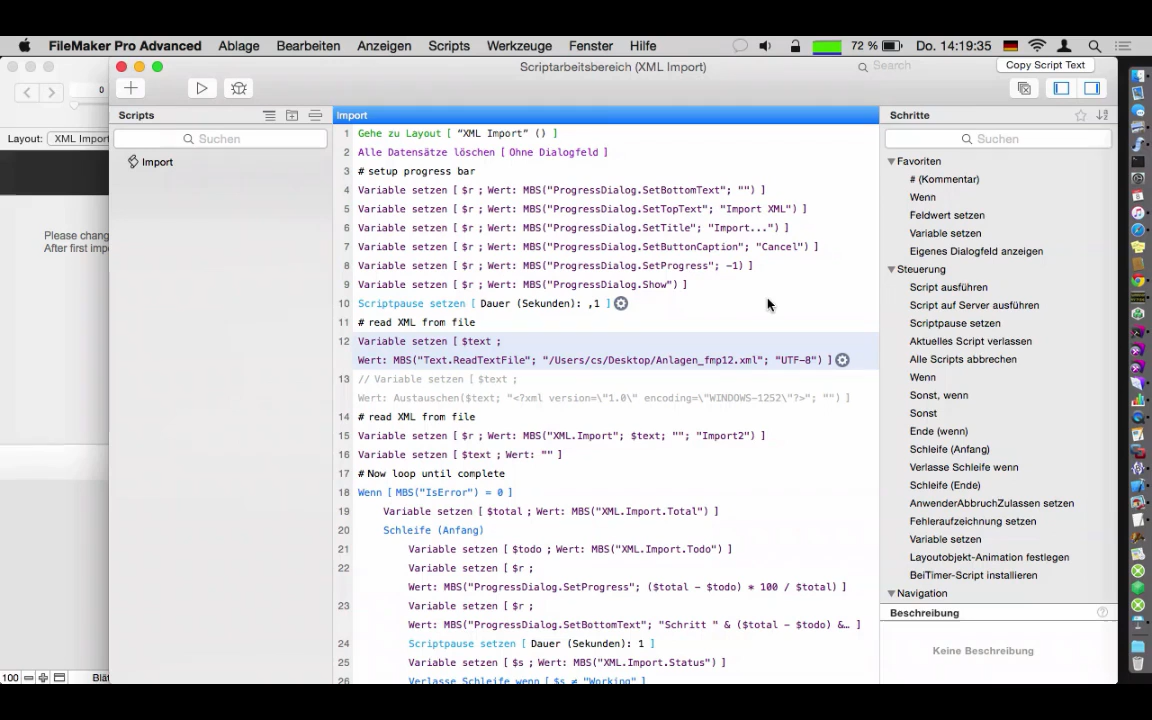 FileMaker Pro Advanced Ablage Bearbeiten Anzeigen Scripts Werkzeuge Fenster Hilfe 72 % Do. 14:19:35
Scriptarbeitsbereich (XML Import)
Search
Copy Script Text
0
Layout: XML Import
Please chang
After first impo
100
Blät
Scripts
Suchen
Import
Import
1 Gehe zu Layout [ "XML Import" () ]
2 Alle Datensätze löschen [ Ohne Dialogfeld ]
3 # setup progress bar
4 Variable setzen [ $r ; Wert: MBS("ProgressDialog.SetBottomText"; "") ]
5 Variable setzen [ $r ; Wert: MBS("ProgressDialog.SetTopText"; "Import XML") ]
6 Variable setzen [ $r ; Wert: MBS("ProgressDialog.SetTitle"; "Import...") ]
7 Variable setzen [ $r ; Wert: MBS("ProgressDialog.SetButtonCaption"; "Cancel") ]
8 Variable setzen [ $r ; Wert: MBS("ProgressDialog.SetProgress"; -1) ]
9 Variable setzen [ $r ; Wert: MBS("ProgressDialog.Show") ]
10 Scriptpause setzen [ Dauer (Sekunden): ,1 ]
11 # read XML from file
12 Variable setzen [ $text ;
Wert: MBS("Text.ReadTextFile"; "/Users/cs/Desktop/Anlagen_fmp12.xml"; "UTF-8") ]
13 // Variable setzen [ $text ;
Wert: Austauschen($text; "<?xml version=\"1.0\" encoding=\"WINDOWS-1252\"?>"; "") ]
14 # read XML from file
15 Variable setzen [ $r ; Wert: MBS("XML.Import"; $text; ""; "Import2") ]
16 Variable setzen [ $text ; Wert: "" ]
17 # Now loop until complete
18 Wenn [ MBS("IsError") = 0 ]
19 Variable setzen [ $total ; Wert: MBS("XML.Import.Total") ]
20 Schleife (Anfang)
21 Variable setzen [ $todo ; Wert: MBS("XML.Import.Todo") ]
22 Variable setzen [ $r ;
Wert: MBS("ProgressDialog.SetProgress"; ($total - $todo) * 100 / $total) ]
23 Variable setzen [ $r ;
Wert: MBS("ProgressDialog.SetBottomText"; "Schritt " & ($total - $todo) &… ]
24 Scriptpause setzen [ Dauer (Sekunden): 1 ]
25 Variable setzen [ $s ; Wert: MBS("XML.Import.Status") ]
26 Verlasse Schleife wenn [ $s ≠ "Working" ]
Schritte
Suchen
Favoriten
# (Kommentar)
Wenn
Feldwert setzen
Variable setzen
Eigenes Dialogfeld anzeigen
Steuerung
Script ausführen
Script auf Server ausführen
Scriptpause setzen
Aktuelles Script verlassen
Alle Scripts abbrechen
Wenn
Sonst, wenn
Sonst
Ende (wenn)
Schleife (Anfang)
Verlasse Schleife wenn
Schleife (Ende)
AnwenderAbbruchZulassen setzen
Fehleraufzeichnung setzen
Variable setzen
Layoutobjekt-Animation festlegen
BeiTimer-Script installieren
Navigation
Beschreibung
Keine Beschreibung